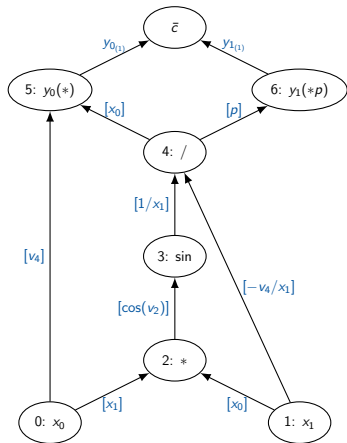 c̄
y₀₍₁₎ y₁₍₁₎
5: y₀(*) 6: y₁(*p)
[x₀] [p]
4: /
[1/x₁]
[v₄] 3: sin [−v₄/x₁]
[cos(v₂)]
2: *
[x₁] [x₀]
0: x₀ 1: x₁